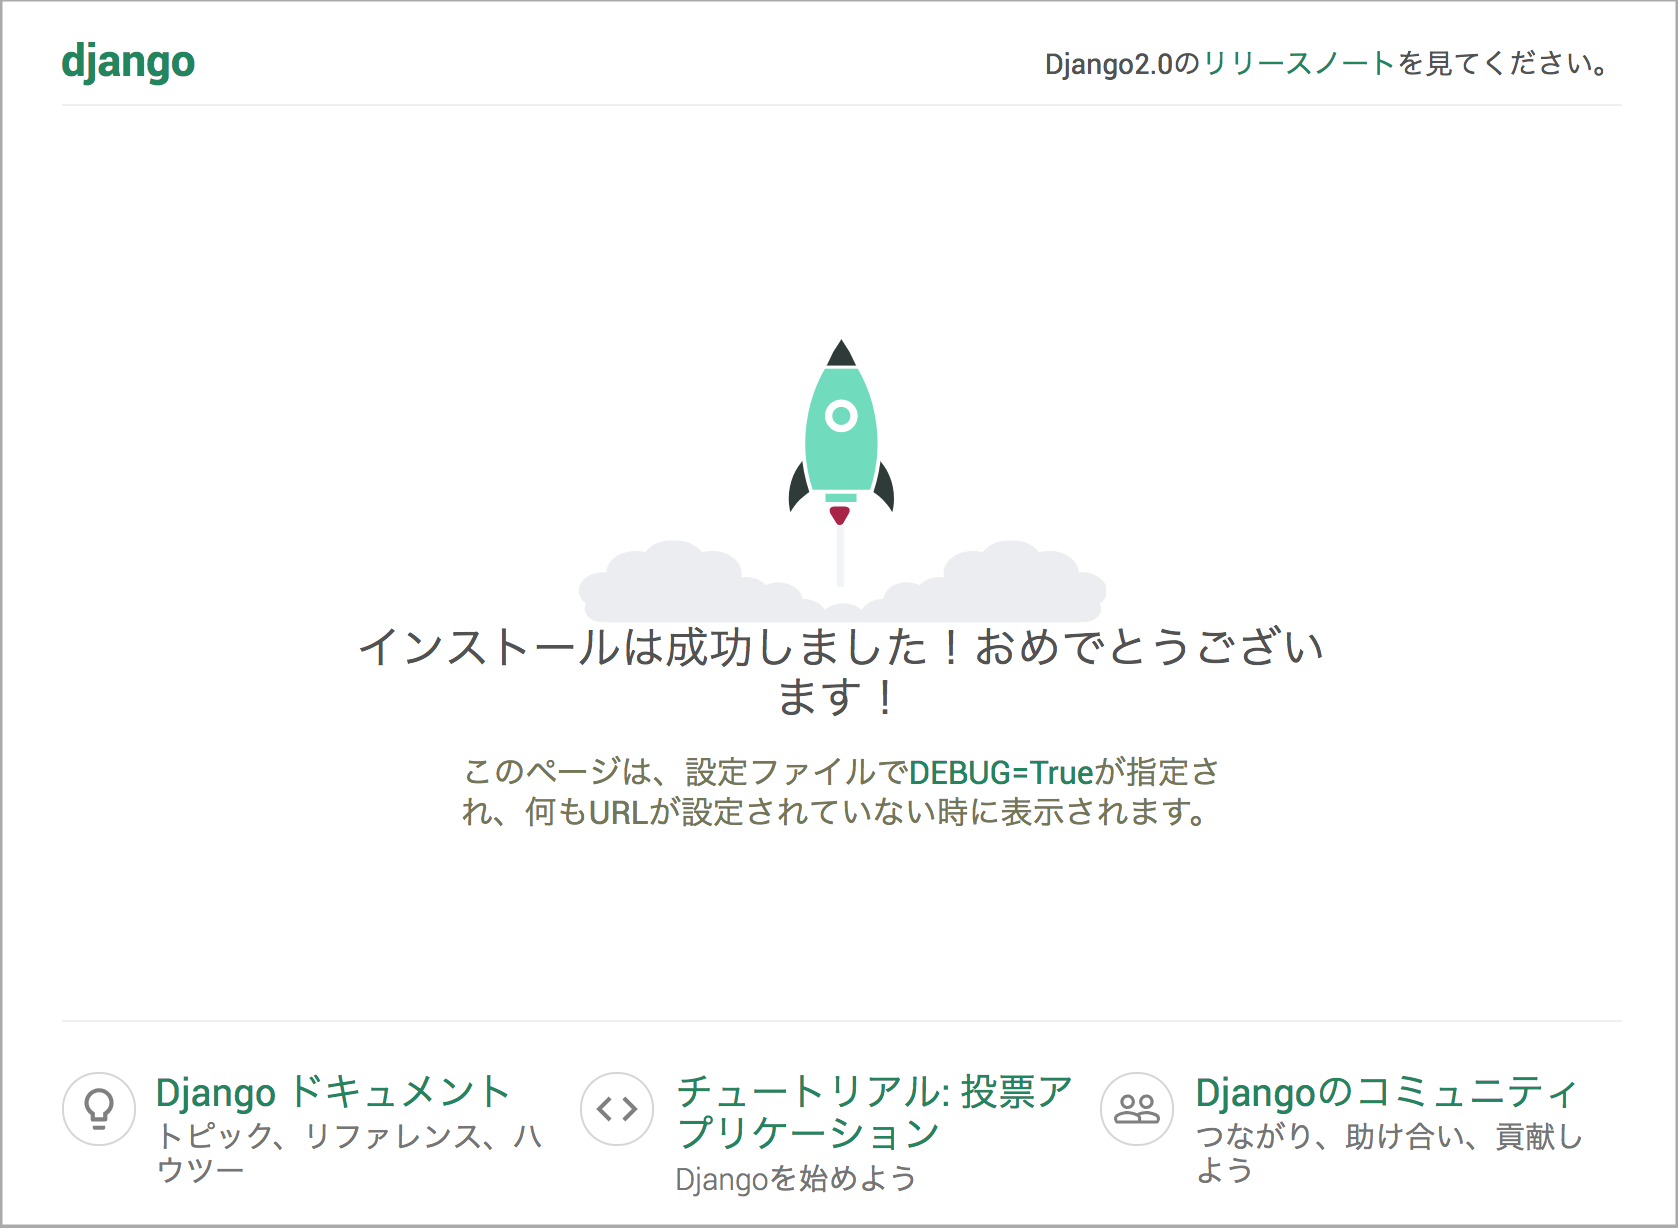 django
Django2.0のリリースノートを見てください。
インストールは成功しました！おめでとうござい
ます！
このページは、設定ファイルでDEBUG=Trueが指定さ
れ、何もURLが設定されていない時に表示されます。
Django ドキュメント
トピック、リファレンス、ハ
ウツー
チュートリアル: 投票ア
プリケーション
Djangoを始めよう
Djangoのコミュニティ
つながり、助け合い、貢献し
よう